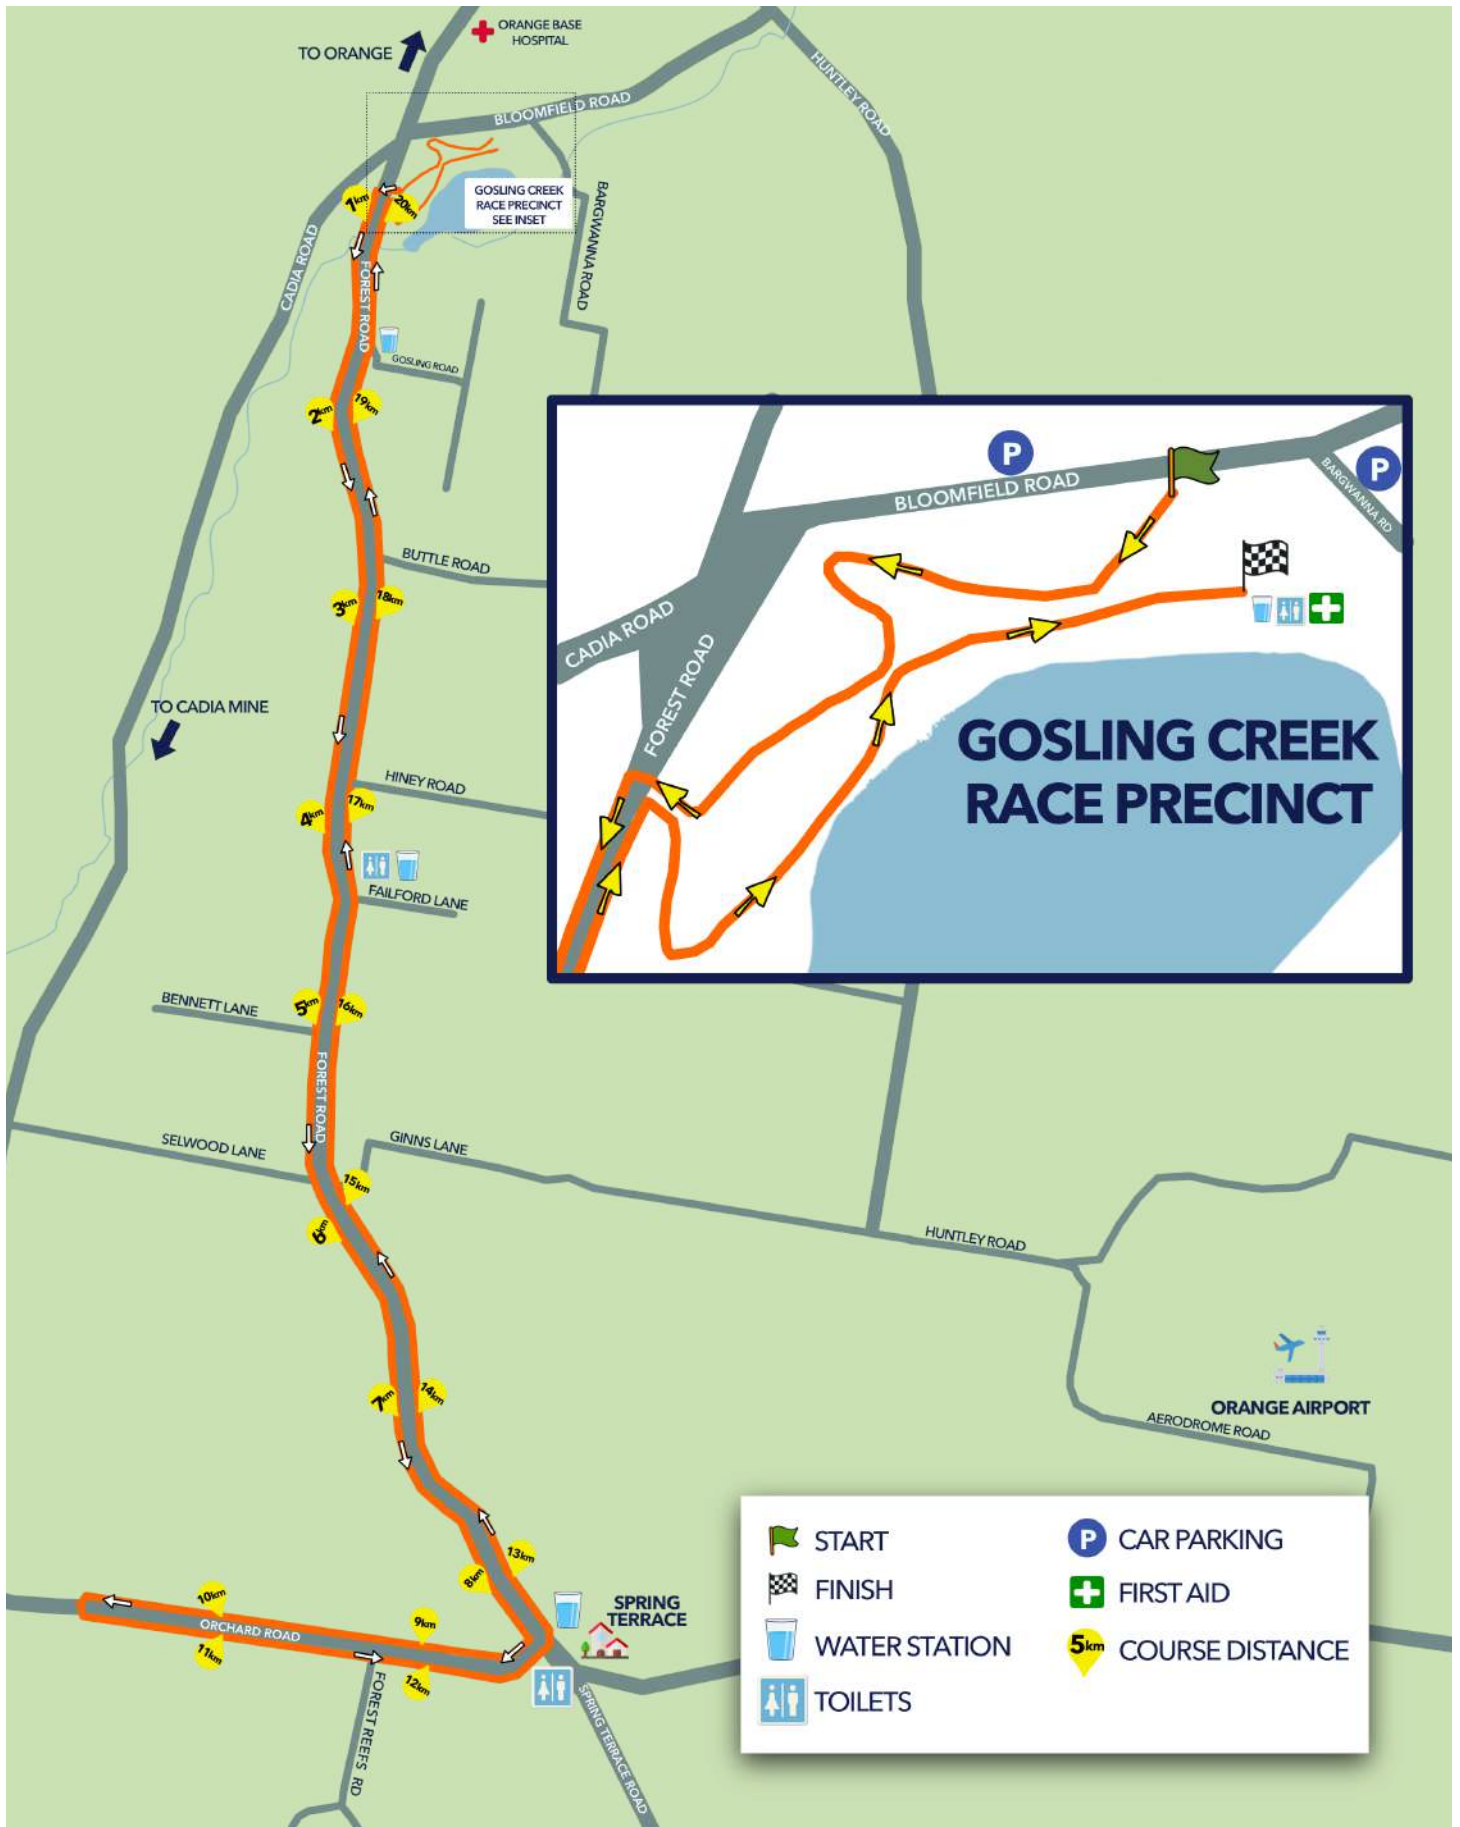 ORANGE BASE
HOSPITAL
TO ORANGE
HUNTLEY ROAD
BLOOMFIELD ROAD
GOSLING CREEK
RACE PRECINCT
SEE INSET
1km
20km
BARGWANNA ROAD
CADIA ROAD
FOREST ROAD
GOSLING ROAD
2km
19km
BUTTLE ROAD
3km
18km
TO CADIA MINE
HINEY ROAD
4km
17km
FAILFORD LANE
BENNETT LANE
5km
16km
FOREST ROAD
SELWOOD LANE
GINNS LANE
15km
6km
HUNTLEY ROAD
7km
14km
ORANGE AIRPORT
AERODROME ROAD
13km
8km
SPRING
TERRACE
10km
9km
ORCHARD ROAD
11km
12km
FOREST REEFS RD
SPRING TERRACE ROAD
P
BLOOMFIELD ROAD
P
BARGWANNA RD
CADIA ROAD
FOREST ROAD
GOSLING CREEK
RACE PRECINCT
START
FINISH
WATER STATION
TOILETS
P CAR PARKING
FIRST AID
5km COURSE DISTANCE